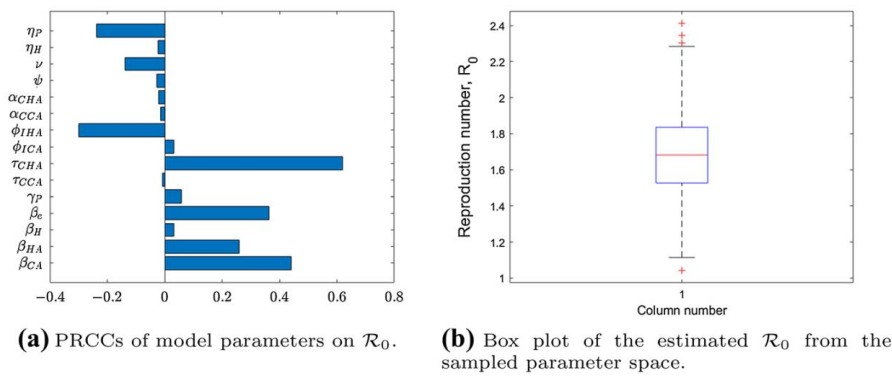 η_P
η_H
ν
ψ
α_CHA
α_CCA
ϕ_IHA
ϕ_ICA
τ_CHA
τ_CCA
γ_P
β_e
β_H
β_HA
β_CA
−0.4 −0.2 0 0.2 0.4 0.6 0.8
(a) PRCCs of model parameters on R_0.
Reproduction number, R_0
2.4
2.2
2
1.8
1.6
1.4
1.2
1
1
Column number
(b) Box plot of the estimated R_0 from the
sampled parameter space.